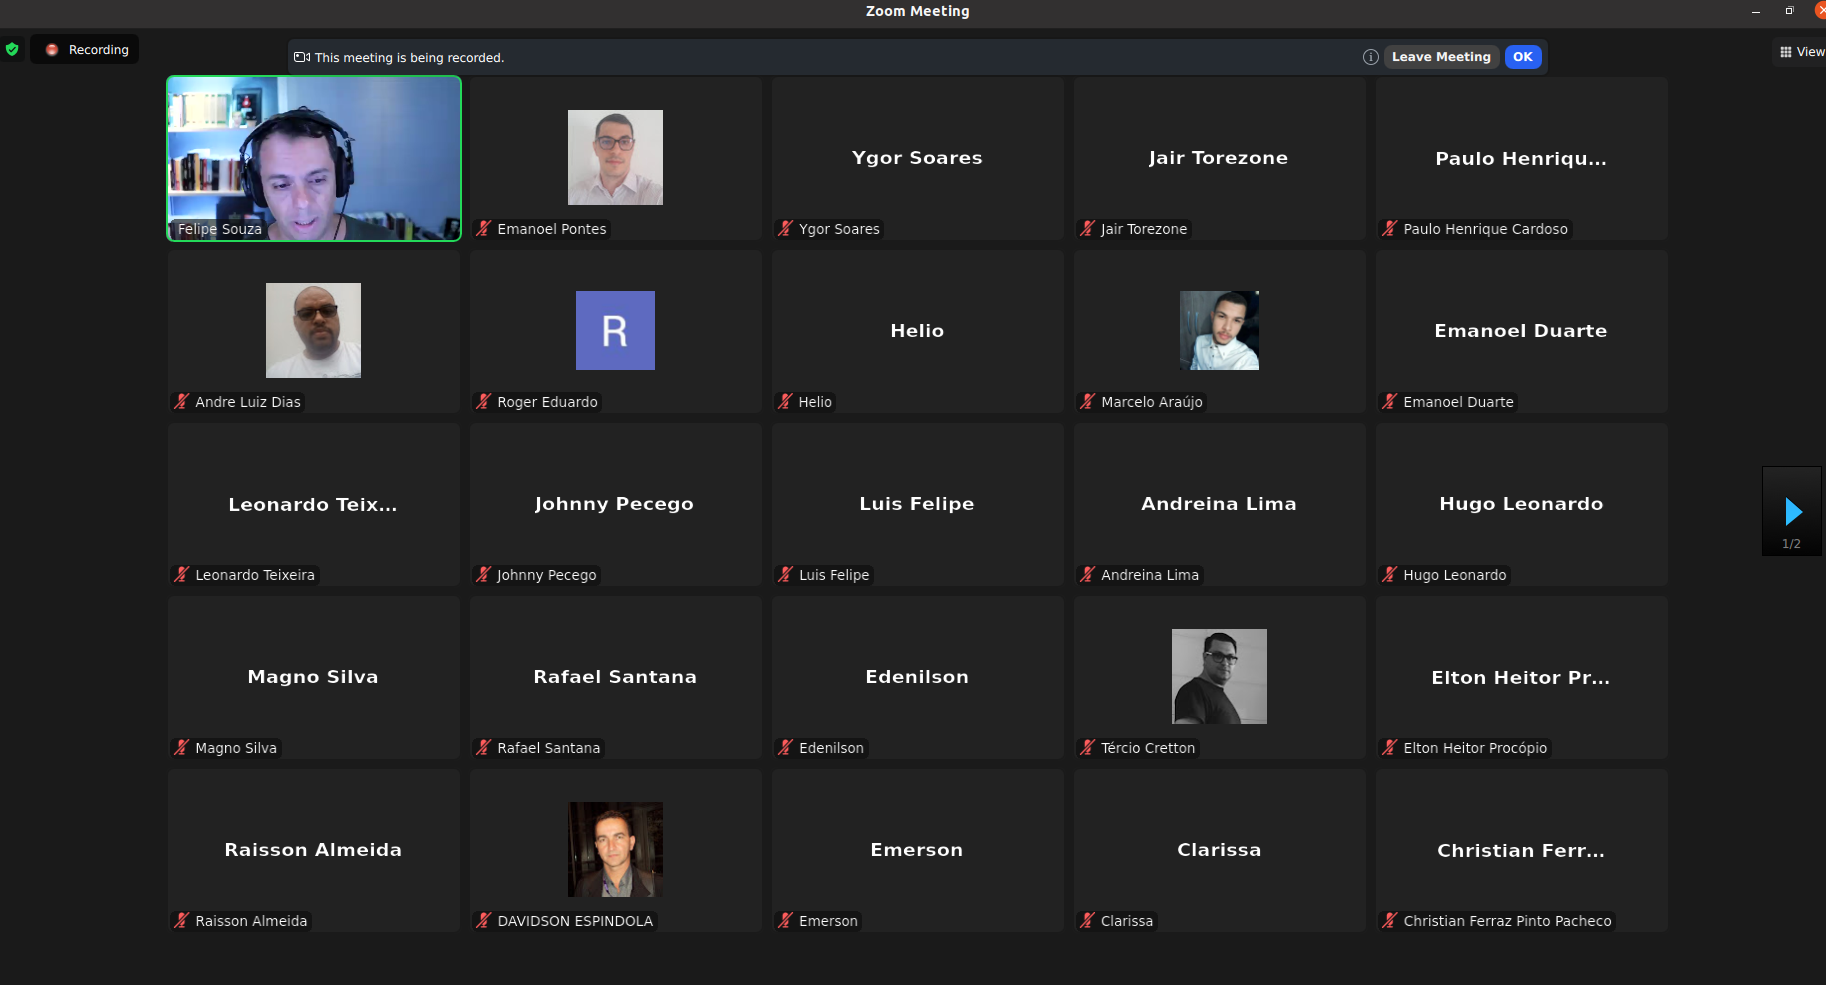 Zoom Meeting
Recording
This meeting is being recorded.
Leave Meeting
OK
View
Felipe Souza
Emanoel Pontes
Ygor Soares
Ygor Soares
Jair Torezone
Jair Torezone
Paulo Henriqu...
Paulo Henrique Cardoso
Andre Luiz Dias
R
Roger Eduardo
Helio
Helio
Marcelo Araújo
Emanoel Duarte
Emanoel Duarte
Leonardo Teix...
Leonardo Teixeira
Johnny Pecego
Johnny Pecego
Luis Felipe
Luis Felipe
Andreina Lima
Andreina Lima
Hugo Leonardo
Hugo Leonardo
1/2
Magno Silva
Magno Silva
Rafael Santana
Rafael Santana
Edenilson
Edenilson
Tércio Cretton
Elton Heitor Pr...
Elton Heitor Procópio
Raisson Almeida
Raisson Almeida
DAVIDSON ESPINDOLA
Emerson
Emerson
Clarissa
Clarissa
Christian Ferr...
Christian Ferraz Pinto Pacheco